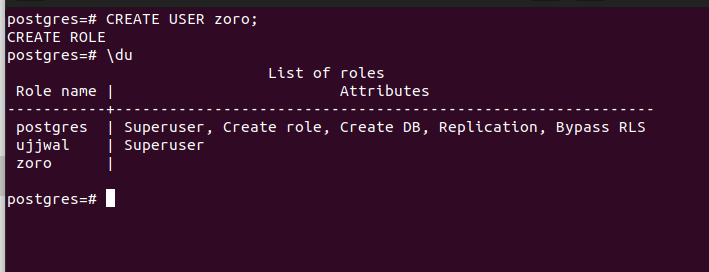 postgres=# CREATE USER zoro;
CREATE ROLE
postgres=# \du
                             List of roles
 Role name |                         Attributes
-----------+------------------------------------------------------------
 postgres  | Superuser, Create role, Create DB, Replication, Bypass RLS
 ujjwal    | Superuser
 zoro      |
postgres=#